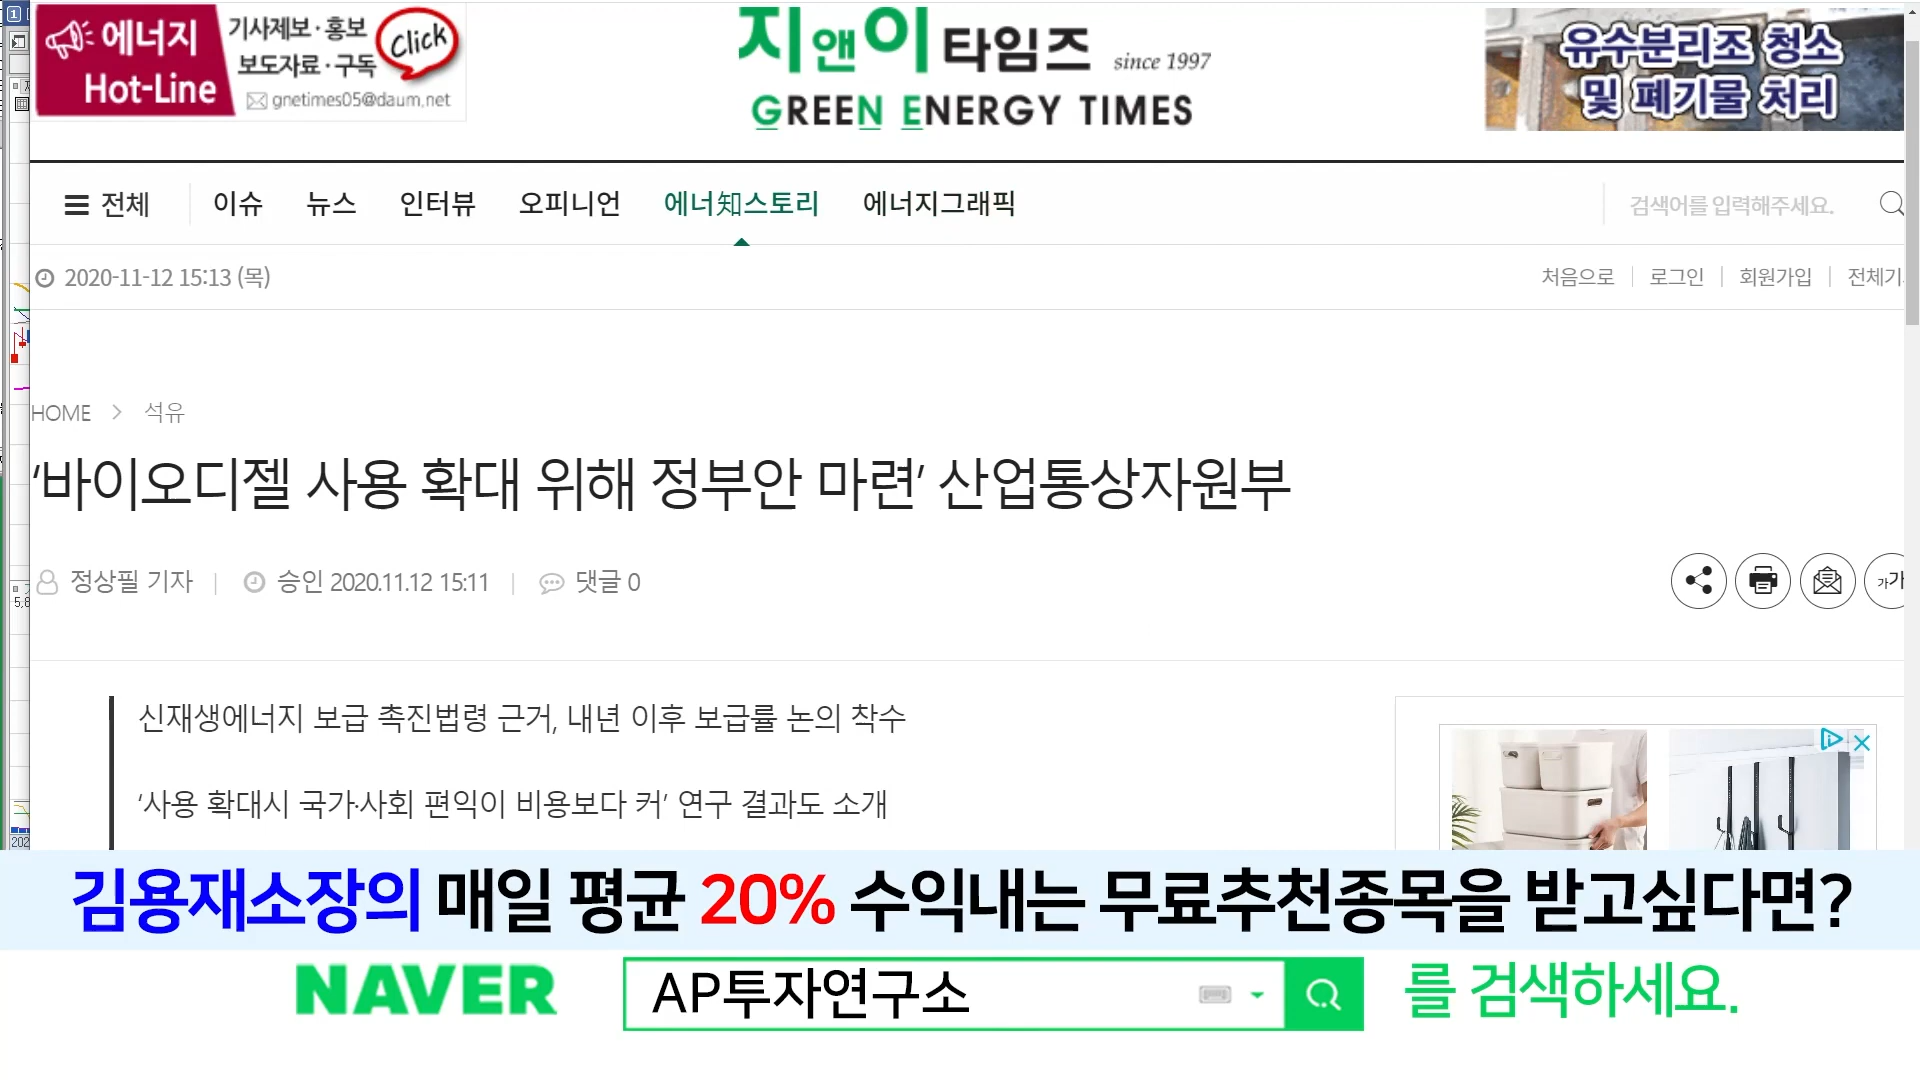 에너지
Hot-Line
기사제보·홍보
보도자료·구독
Click
gnetimes05@daum.net
지앤이타임즈 since 1997
GREEN ENERGY TIMES
유수분리조 청소
및 폐기물 처리
전체 이슈 뉴스 인터뷰 오피니언 에너知스토리 에너지그래픽 검색어를 입력해주세요.
2020-11-12 15:13 (목) 처음으로 로그인 회원가입 전체기
HOME > 석유
‘바이오디젤 사용 확대 위해 정부안 마련’ 산업통상자원부
정상필 기자 승인 2020.11.12 15:11 댓글 0
가가
신재생에너지 보급 촉진법령 근거, 내년 이후 보급률 논의 착수
‘사용 확대시 국가·사회 편익이 비용보다 커’ 연구 결과도 소개
김용재소장의 매일 평균 20% 수익내는 무료추천종목을 받고싶다면?
NAVER AP투자연구소 를 검색하세요.